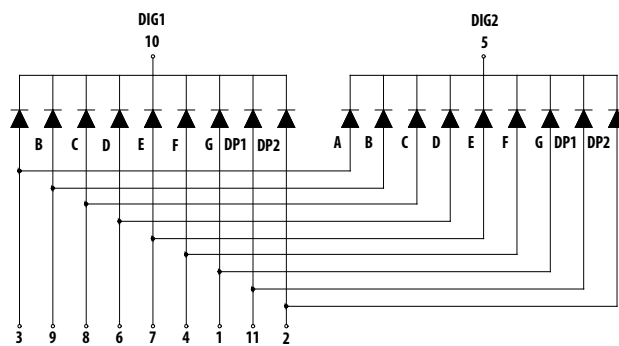 DIG1 DIG2
10 5
B C D E F G DP1 DP2 A B C D E F G DP1 DP2
3 9 8 6 7 4 1 11 2